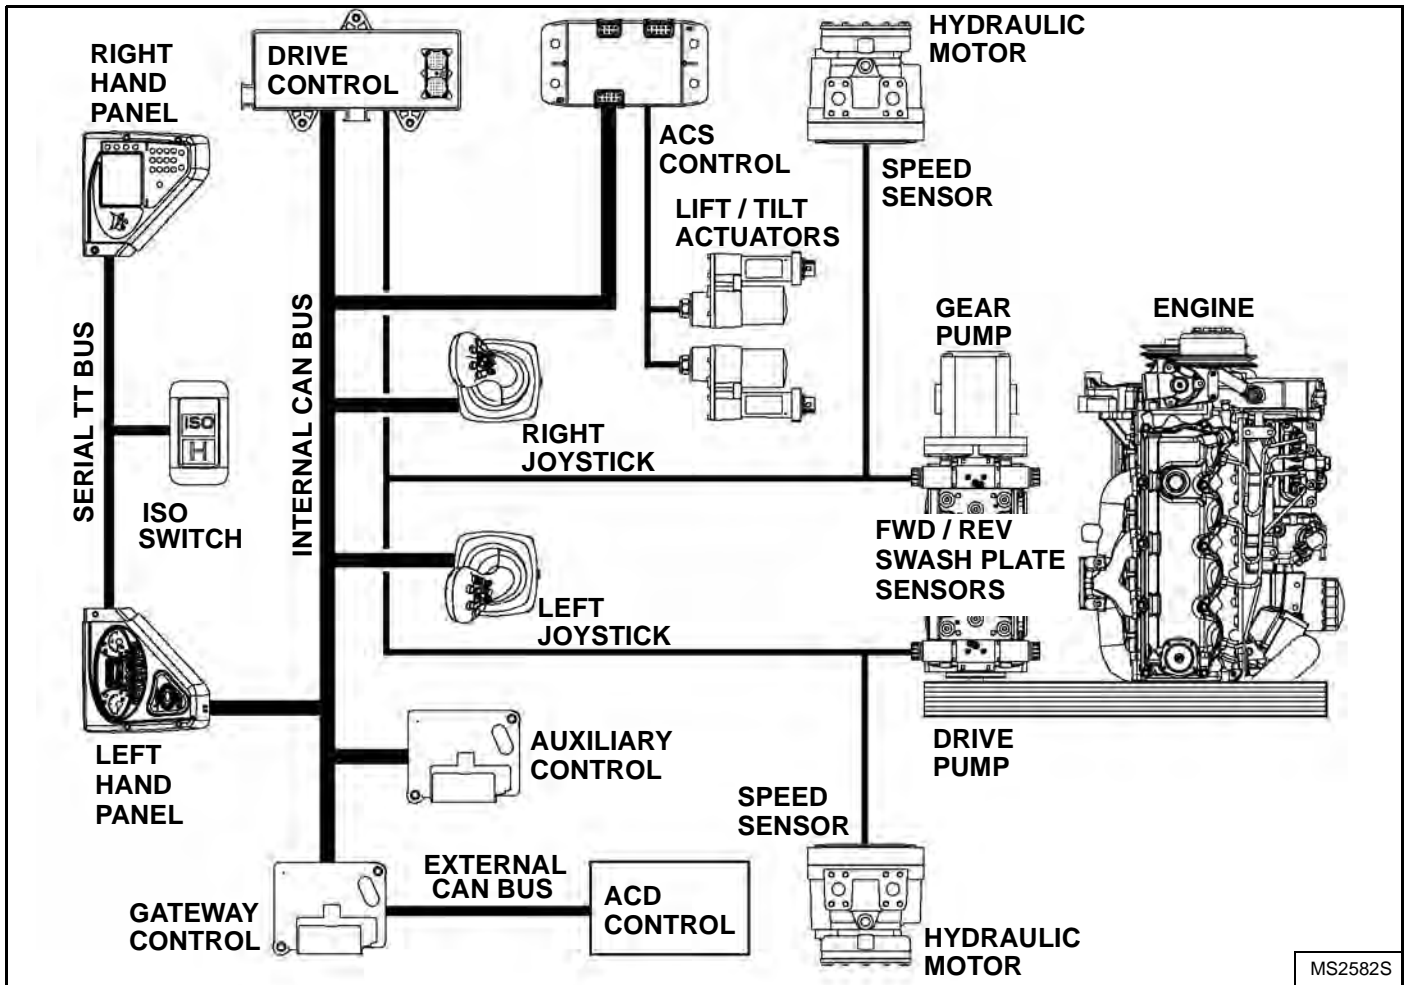 RIGHT
HAND
PANEL
DRIVE
CONTROL
HYDRAULIC
MOTOR
ACS
CONTROL
SPEED
SENSOR
LIFT / TILT
ACTUATORS
GEAR
PUMP
ENGINE
SERIAL TT BUS
INTERNAL CAN BUS
ISO
H
ISO
SWITCH
RIGHT
JOYSTICK
FWD / REV
SWASH PLATE
SENSORS
LEFT
JOYSTICK
LEFT
HAND
PANEL
AUXILIARY
CONTROL
DRIVE
PUMP
SPEED
SENSOR
GATEWAY
CONTROL
EXTERNAL
CAN BUS
ACD
CONTROL
HYDRAULIC
MOTOR
MS2582S